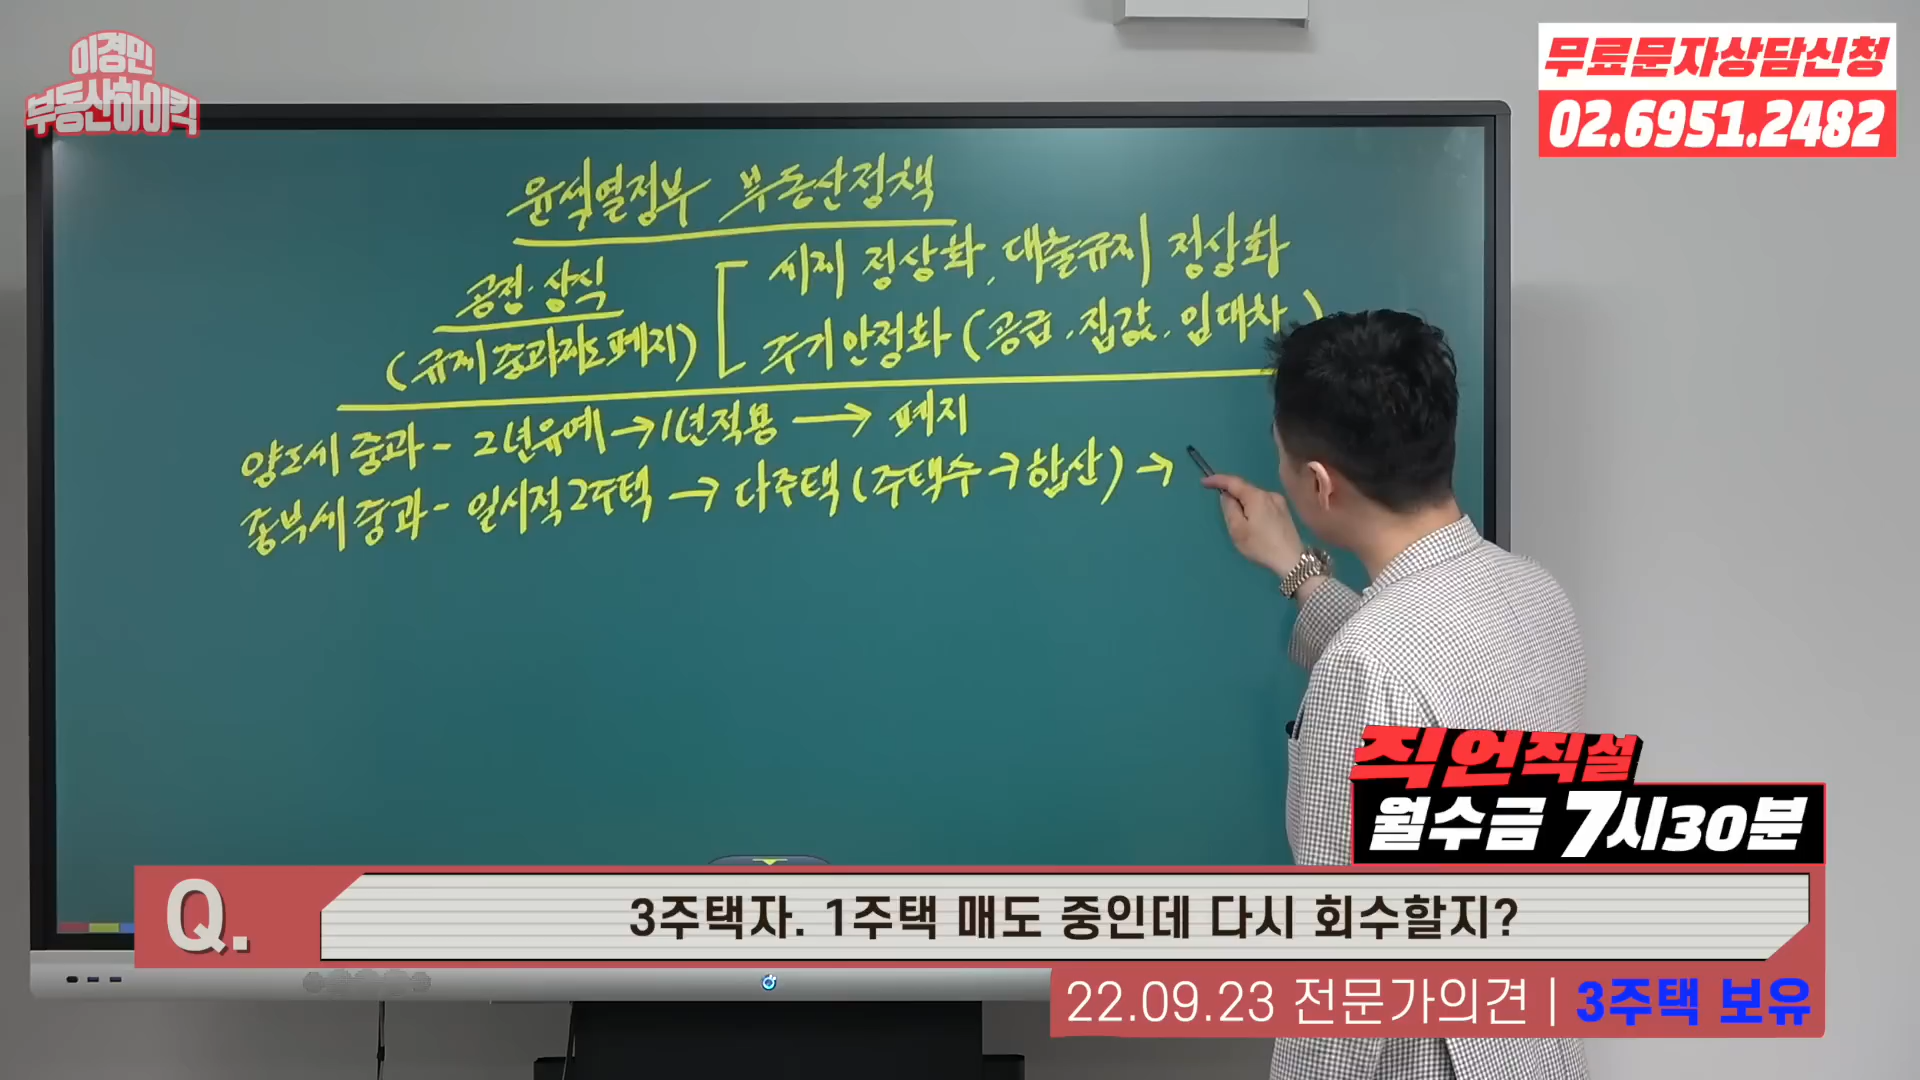 이경민
부동산하이킥
무료문자상담신청
02.6951.2482
윤석열정부 부동산정책
공정·상식
(규제중과제도폐지)
세제 정상화, 대출규제 정상화
주거안정화(공급, 집값, 임대차)
양도세 중과 - 2년유예→1년적용 → 폐지
종부세 중과 - 일시적 2주택 → 다주택(주택수→합산) →
직언직설
월수금 7시30분
Q.
3주택자. 1주택 매도 중인데 다시 회수할지?
22.09.23 전문가의견 | 3주택 보유